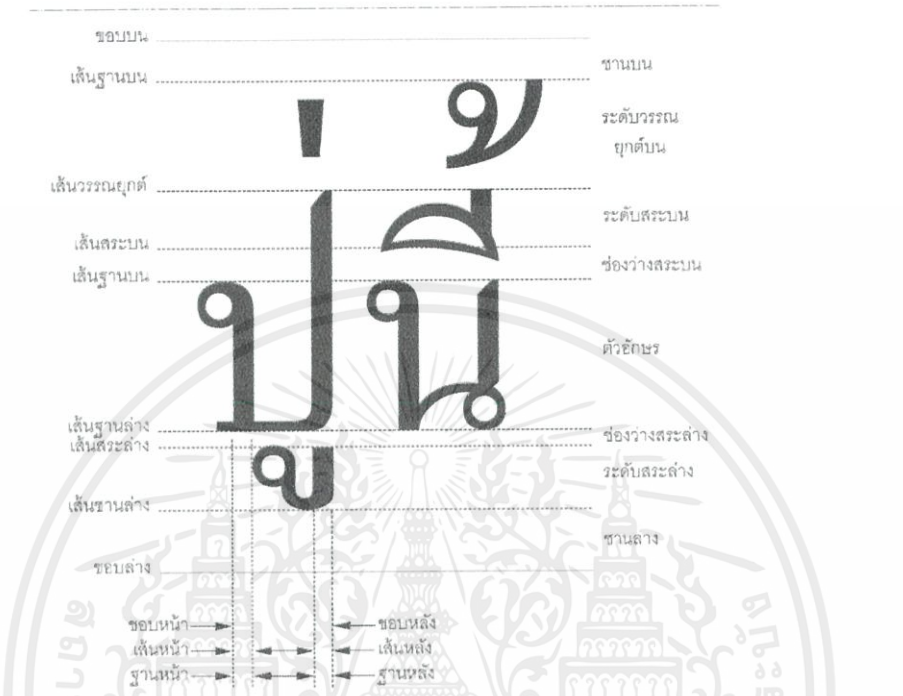 ขอบบน
ชานบน
เส้นฐานบน
ระดับวรรณ
ยุกต์บน
เส้นวรรณยุกต์
ระดับสระบน
เส้นสระบน
ช่องว่างสระบน
เส้นฐานบน
ปู่ นี้
ตัวอักษร
เส้นฐานล่าง
ช่องว่างสระล่าง
เส้นสระล่าง
ระดับสระล่าง
เส้นชานล่าง
ชานล่าง
ขอบล่าง
ขอบหน้า ขอบหลัง
เส้นหน้า เส้นหลัง
ฐานหน้า ฐานหลัง